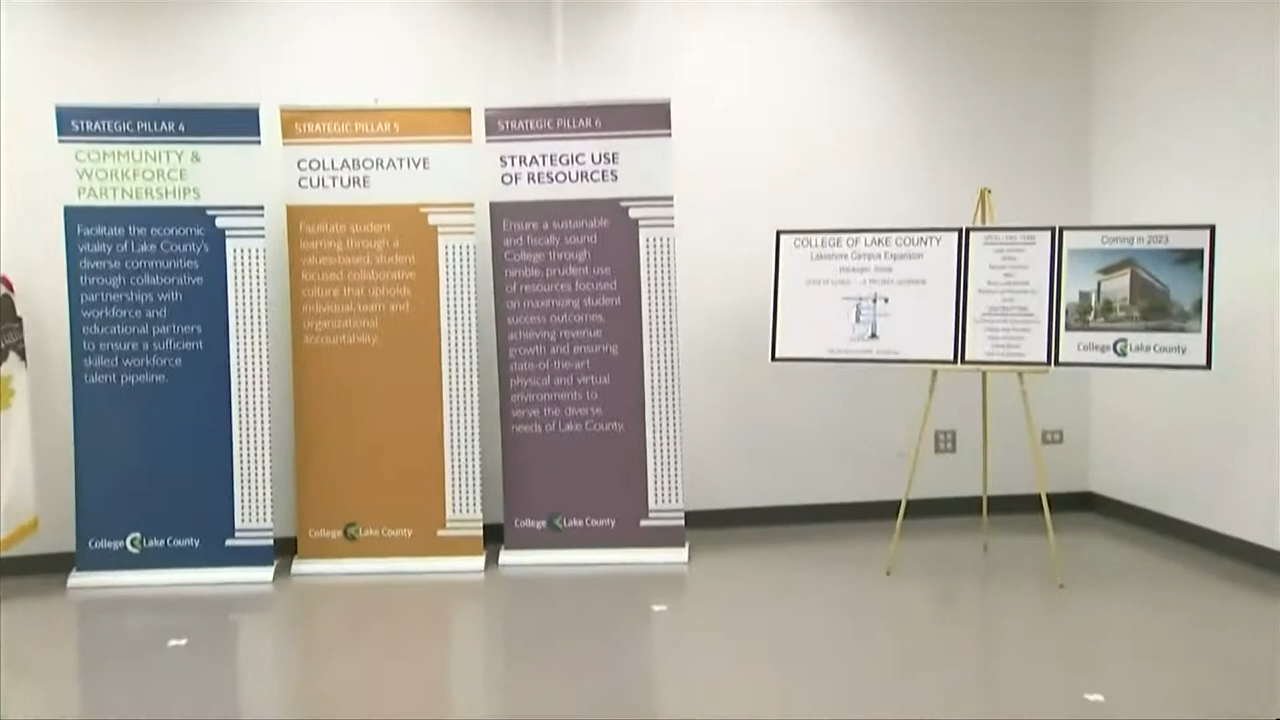 STRATEGIC PILLAR 4
COMMUNITY &
WORKFORCE
PARTNERSHIPS
Facilitate the economic
vitality of Lake County's
diverse communities
through collaborative
partnerships with
workforce and
educational partners
to ensure a sufficient
skilled workforce
talent pipeline.
College Lake County
STRATEGIC PILLAR 5
COLLABORATIVE
CULTURE
Facilitate student
learning through a
values-based, student
focused collaborative
culture that upholds
individual, team and
organizational
accountability.
College Lake County
STRATEGIC PILLAR 6
STRATEGIC USE
OF RESOURCES
Ensure a sustainable
and fiscally sound
College through
nimble, prudent use
of resources focused
on maximizing student
success outcomes,
achieving revenue
growth and ensuring
state-of-the-art
physical and virtual
environments to
serve the diverse
needs of Lake County.
College Lake County
COLLEGE OF LAKE COUNTY
Lakeshore Campus Expansion
Waukegan, Illinois
Coming in 2023
College Lake County